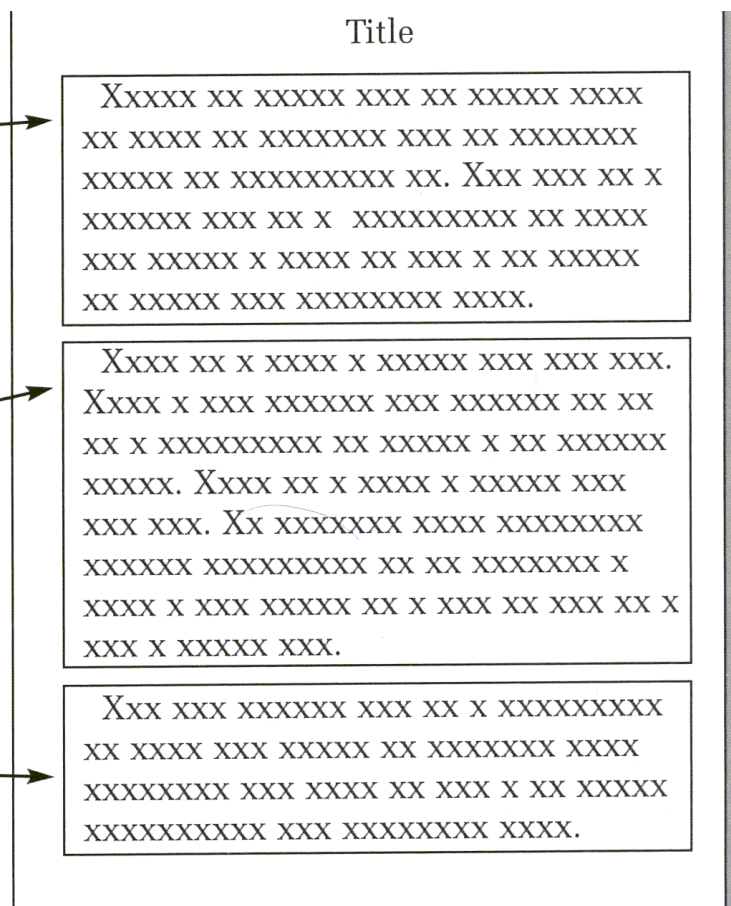 Title
Xxxxx xx xxxxx xxx xx xxxxx xxxx
xx xxxx xx xxxxxxx xxx xx xxxxxxx
xxxxx xx xxxxxxxxx xx. Xxx xxx xx x
xxxxxx xxx xx x  xxxxxxxxx xx xxxx
xxx xxxxx x xxxx xx xxx x xx xxxxx
xx xxxxx xxx xxxxxxxx xxxx.
Xxxx xx x xxxx x xxxxx xxx xxx xxx.
Xxxx x xxx xxxxxx xxx xxxxxx xx xx
xx x xxxxxxxxx xx xxxxx x xx xxxxxx
xxxxx. Xxxx xx x xxxx x xxxxx xxx
xxx xxx. Xx xxxxxxx xxxx xxxxxxxx
xxxxxx xxxxxxxxx xx xx xxxxxxx x
xxxx x xxx xxxxx xx x xxx xx xxx xx x
xxx x xxxxx xxx.
Xxx xxx xxxxxx xxx xx x xxxxxxxxx
xx xxxx xxx xxxxx xx xxxxxxx xxxx
xxxxxxxx xxx xxxx xx xxx x xx xxxxx
xxxxxxxxxx xxx xxxxxxxx xxxx.